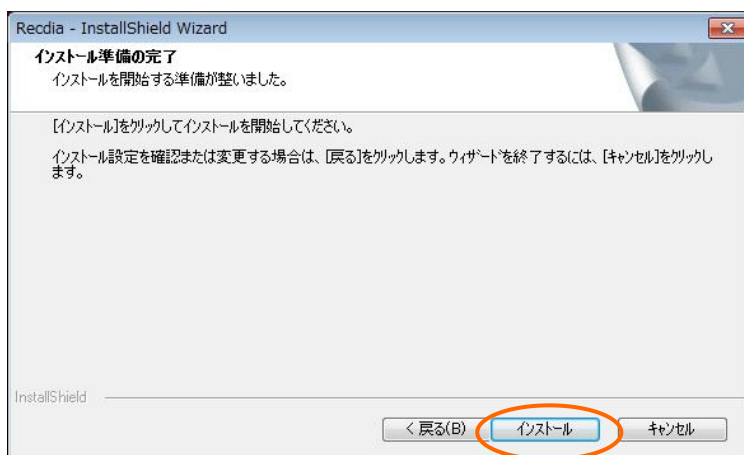 Recdia - InstallShield Wizard
インストール準備の完了
インストールを開始する準備が整いました。
[インストール]をクリックしてインストールを開始してください。
インストール設定を確認または変更する場合は、[戻る]をクリックします。ウィザードを終了するには、[キャンセル]をクリックし
ます。
InstallShield
< 戻る(B)
インストール
キャンセル